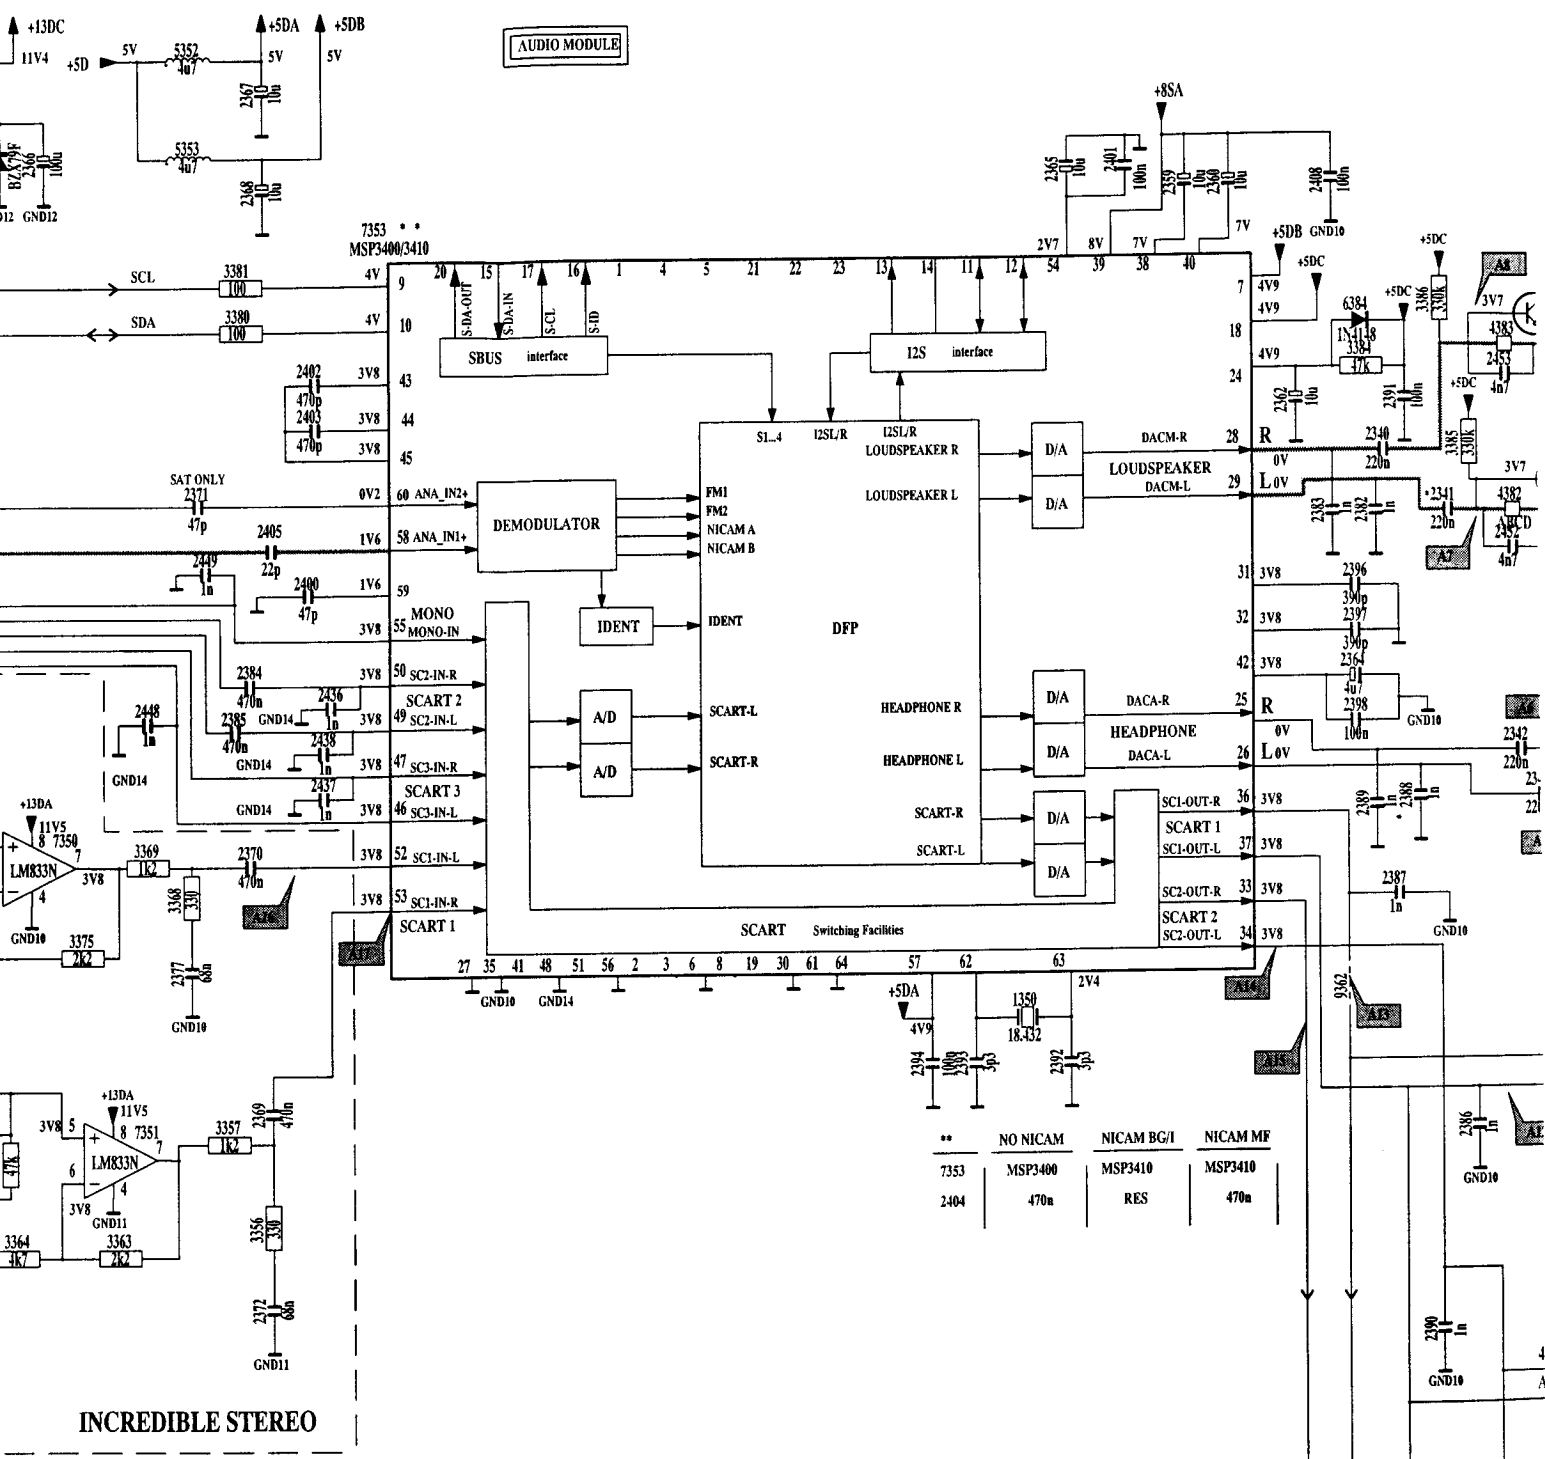 +13DC
11V4
+5D
5V
5352
4u7
+5DA
5V
+5DB
5V
2367
10u
5353
4u7
2368
10u
BZX79F
2366
100u
GND12
AUDIO MODULE
+8SA
2365
10u
2401
100n
2359
10u
2360
10u
2408
100n
GND10
7353 * *
MSP3400/3410
2V7
8V
7V
7V
20
15
17
16
1
4
5
21
22
23
13
14
11
12
54
39
38
40
SCL
3381
100
4V
9
SDA
3380
100
4V
10
S-DA-OUT
S-DA-IN
S-CL
S-ID
SBUS interface
I2S interface
2402
470p
3V8
43
2403
470p
3V8
44
3V8
45
S1...4
I2SL/R
I2SL/R
LOUDSPEAKER R
LOUDSPEAKER L
D/A
D/A
DACM-R
LOUDSPEAKER
DACM-L
28
29
R
0V
L 0V
7
4V9
+5DB
18
4V9
+5DC
24
4V9
2362
10u
6384
1N4148
3384
47k
+5DC
2391
100n
+5DC
3386
330k
A8
3V7
4383
2453
4n7
+5DC
3385
330k
3V7
2340
220n
2341
220n
4382
ABCD
2452
4n7
A7
2383
1n
2382
1n
SAT ONLY
2371
47p
0V2
60 ANA_IN2+
2405
22p
1V6
58 ANA_IN1+
2449
1n
2400
47p
1V6
59
DEMODULATOR
FM1
FM2
NICAM A
NICAM B
IDENT
IDENT
DFP
MONO
3V8
55 MONO-IN
2384
470n
3V8
50 SC2-IN-R
SCART 2
2436
1n
GND14
2385
470n
3V8
49
SC2-IN-L
2438
1n
GND14
3V8
47
SC3-IN-R
SCART 3
2437
1n
GND14
3V8
46
SC3-IN-L
2448
1n
GND14
A/D
A/D
SCART-L
SCART-R
HEADPHONE R
HEADPHONE L
D/A
D/A
DACA-R
HEADPHONE
DACA-L
25
26
R
0V
L 0V
31
3V8
2396
390p
32
3V8
2397
390p
42
3V8
2364
4u7
2398
100n
GND10
2342
220n
2389
1n
2388
1n
SCART-R
SCART-L
D/A
D/A
SC1-OUT-R
36
3V8
SCART 1
SC1-OUT-L
37
3V8
SC2-OUT-R
33
3V8
SCART 2
SC2-OUT-L
34
3V8
2387
1n
GND10
+13DA
11V5
8
7350
7
LM833N
3V8
4
GND10
3369
1k2
2370
470n
3V8
52
SC1-IN-L
3368
330
A16
3V8
53
SC1-IN-R
SCART 1
3375
2k2
2377
68n
GND10
A17
SCART Switching Facilities
27
35
41
48
51
56
2
3
6
8
19
30
61
64
57
62
63
GND10
GND14
+5DA
4V9
2V4
1350
18.432
2394
100n
2393
3p3
2392
3p3
A14
A15
A13
9362
+13DA
11V5
3V8
5
8
7351
7
LM833N
6
3V8
4
GND11
47k
3357
1k2
2369
470n
3356
330
3364
4k7
3363
2k2
2372
68n
GND11
** NO NICAM NICAM BG/I NICAM MF
7353 MSP3400 MSP3410 MSP3410
2404 470n RES 470n
2386
1n
GND10
2390
1n
GND10
INCREDIBLE STEREO